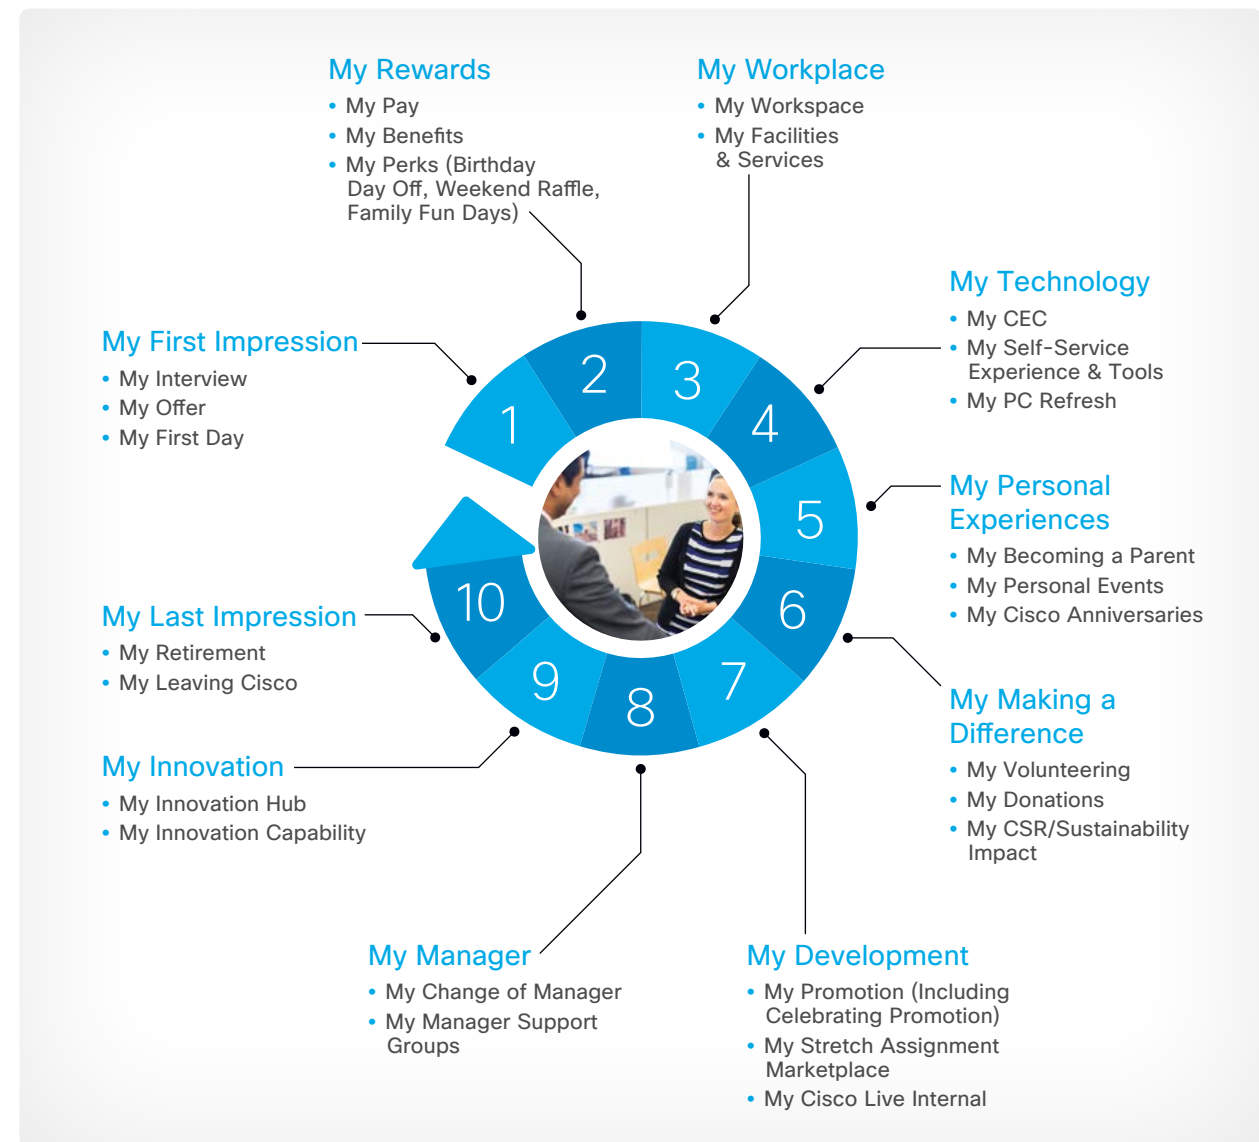 My Rewards
• My Pay
• My Benefits
• My Perks (Birthday
Day Off, Weekend Raffle,
Family Fun Days)
My Workplace
• My Workspace
• My Facilities
& Services
My Technology
• My CEC
• My Self-Service
Experience & Tools
• My PC Refresh
My First Impression
• My Interview
• My Offer
• My First Day
1
2
3
4
5
6
7
8
9
10
My Personal
Experiences
• My Becoming a Parent
• My Personal Events
• My Cisco Anniversaries
My Last Impression
• My Retirement
• My Leaving Cisco
My Making a
Difference
• My Volunteering
• My Donations
• My CSR/Sustainability
Impact
My Innovation
• My Innovation Hub
• My Innovation Capability
My Manager
• My Change of Manager
• My Manager Support
Groups
My Development
• My Promotion (Including
Celebrating Promotion)
• My Stretch Assignment
Marketplace
• My Cisco Live Internal